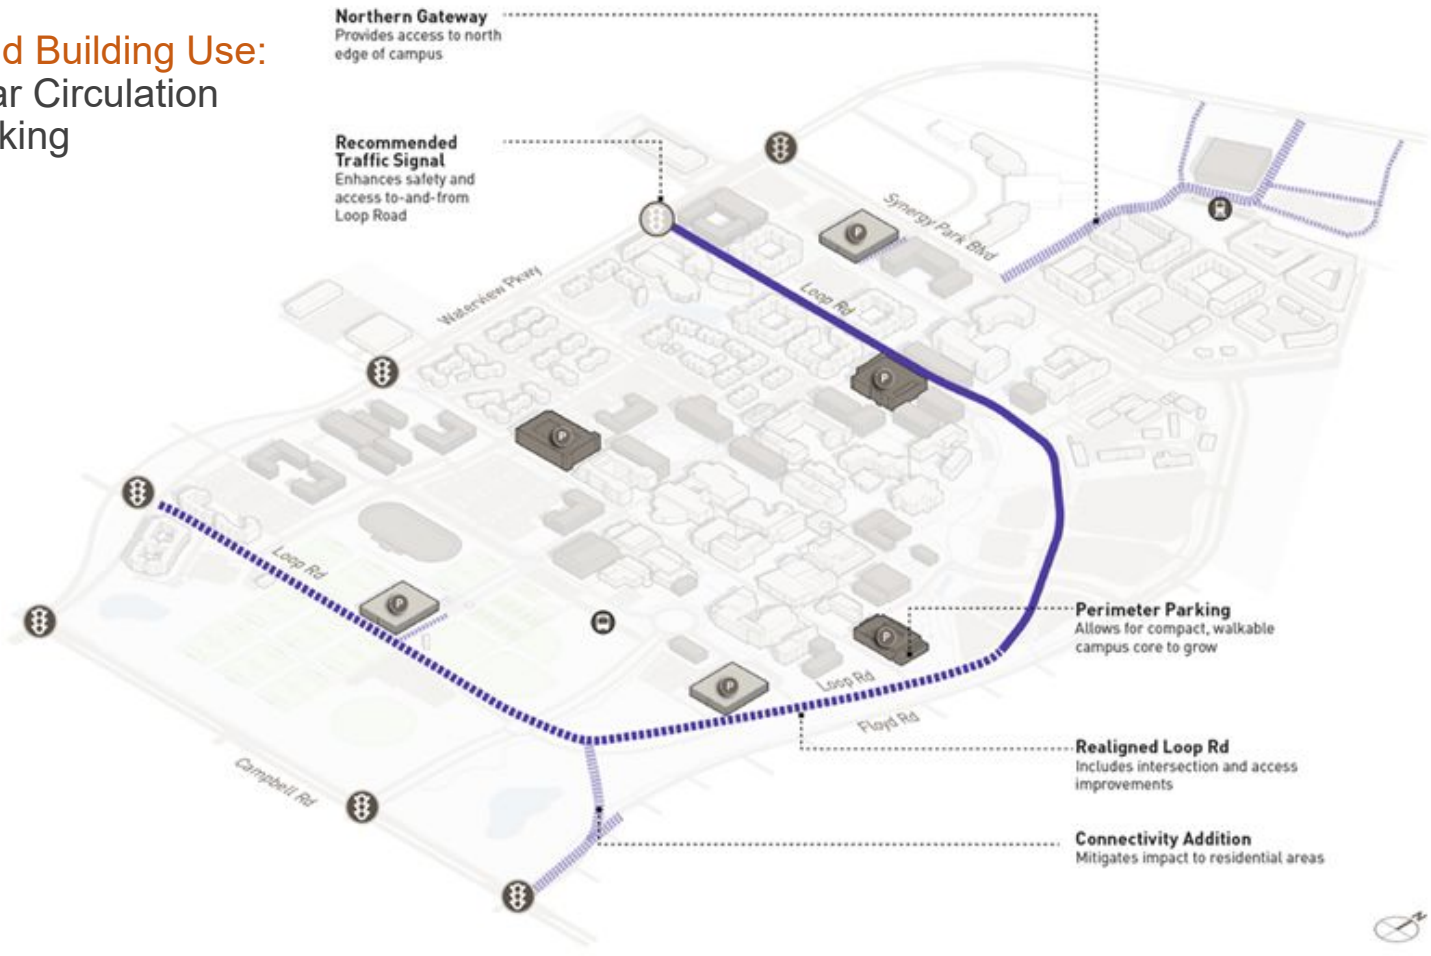 d Building Use:
ar Circulation
king
Northern Gateway
Provides access to north
edge of campus
Recommended
Traffic Signal
Enhances safety and
access to-and-from
Loop Road
Synergy Park Blvd
Waterview Pkwy
Loop Rd
P
P
P
Loop Rd
P
P
P
Perimeter Parking
Allows for compact, walkable
campus core to grow
Loop Rd
Floyd Rd
Realigned Loop Rd
Includes intersection and access
improvements
Campbell Rd
Connectivity Addition
Mitigates impact to residential areas
N